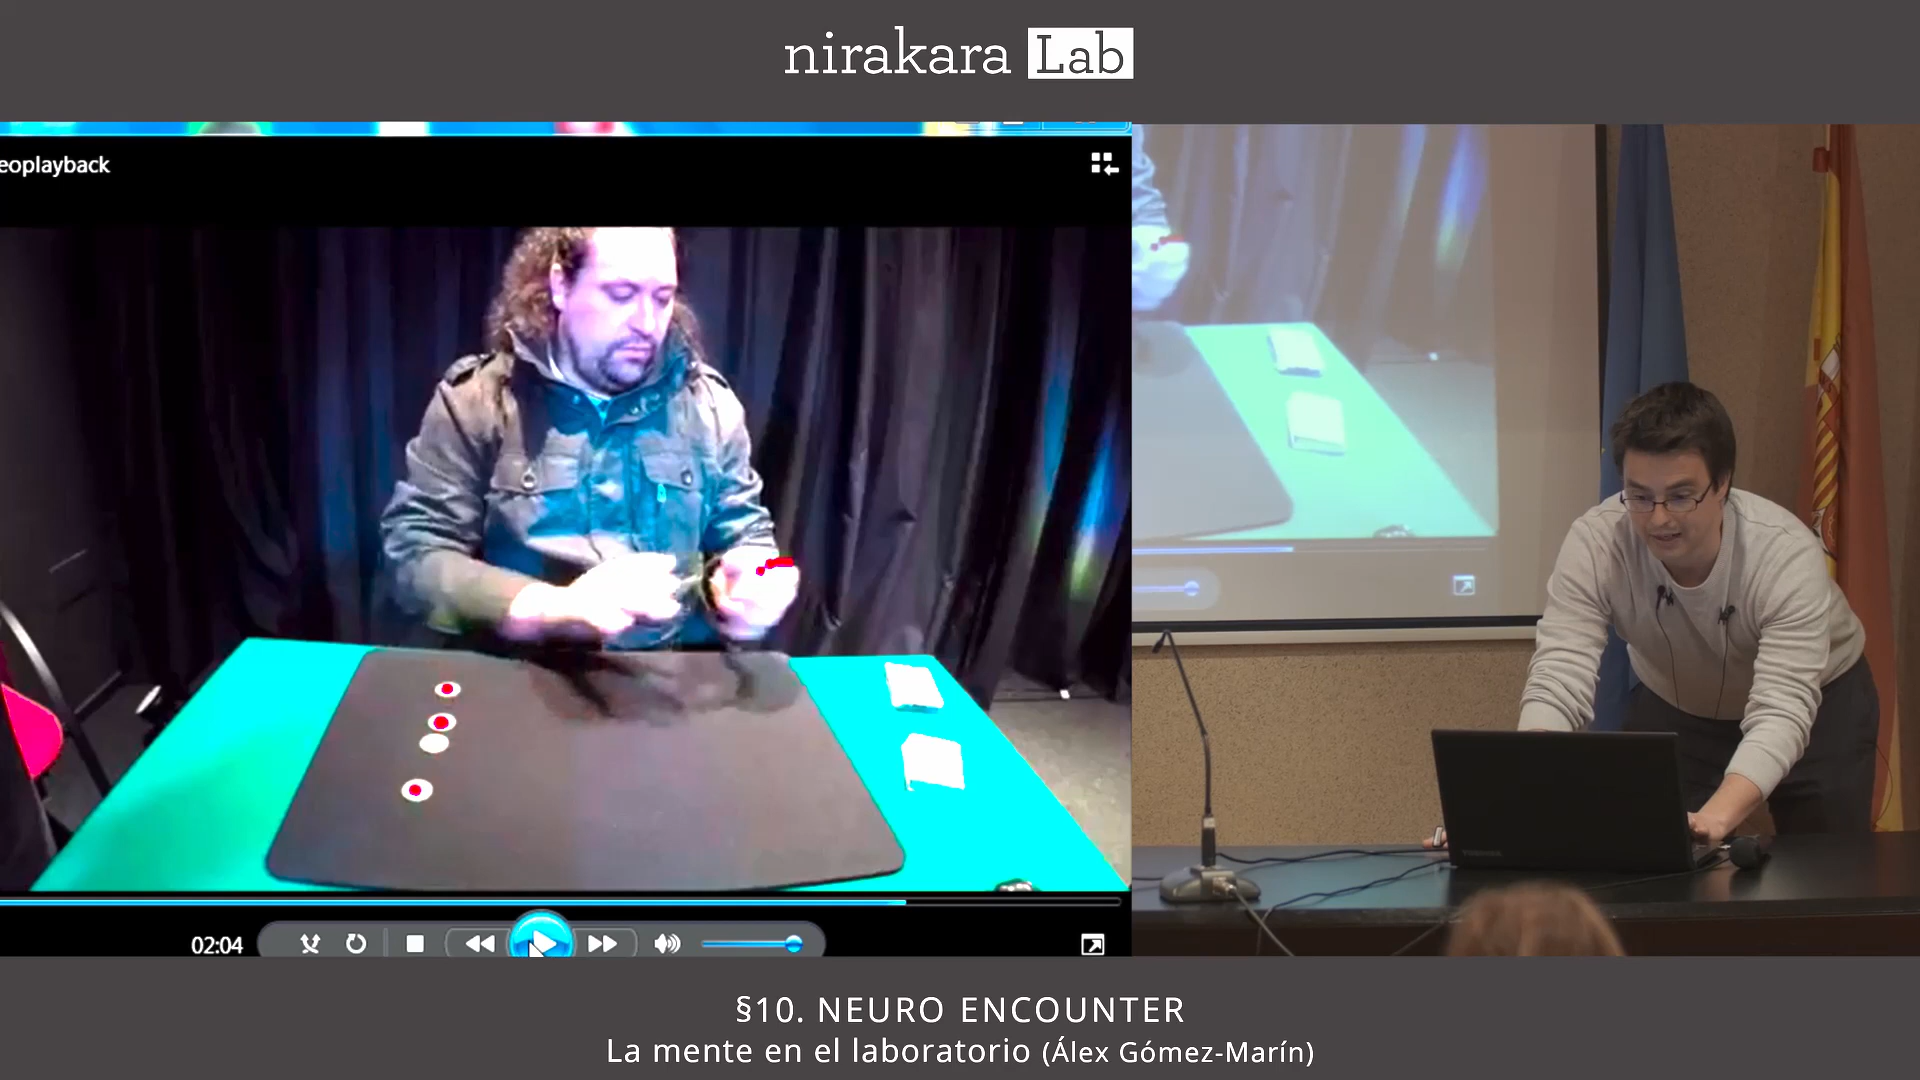 nirakara Lab
eoplayback
02:04
§10. NEURO ENCOUNTER
La mente en el laboratorio (Álex Gómez-Marín)